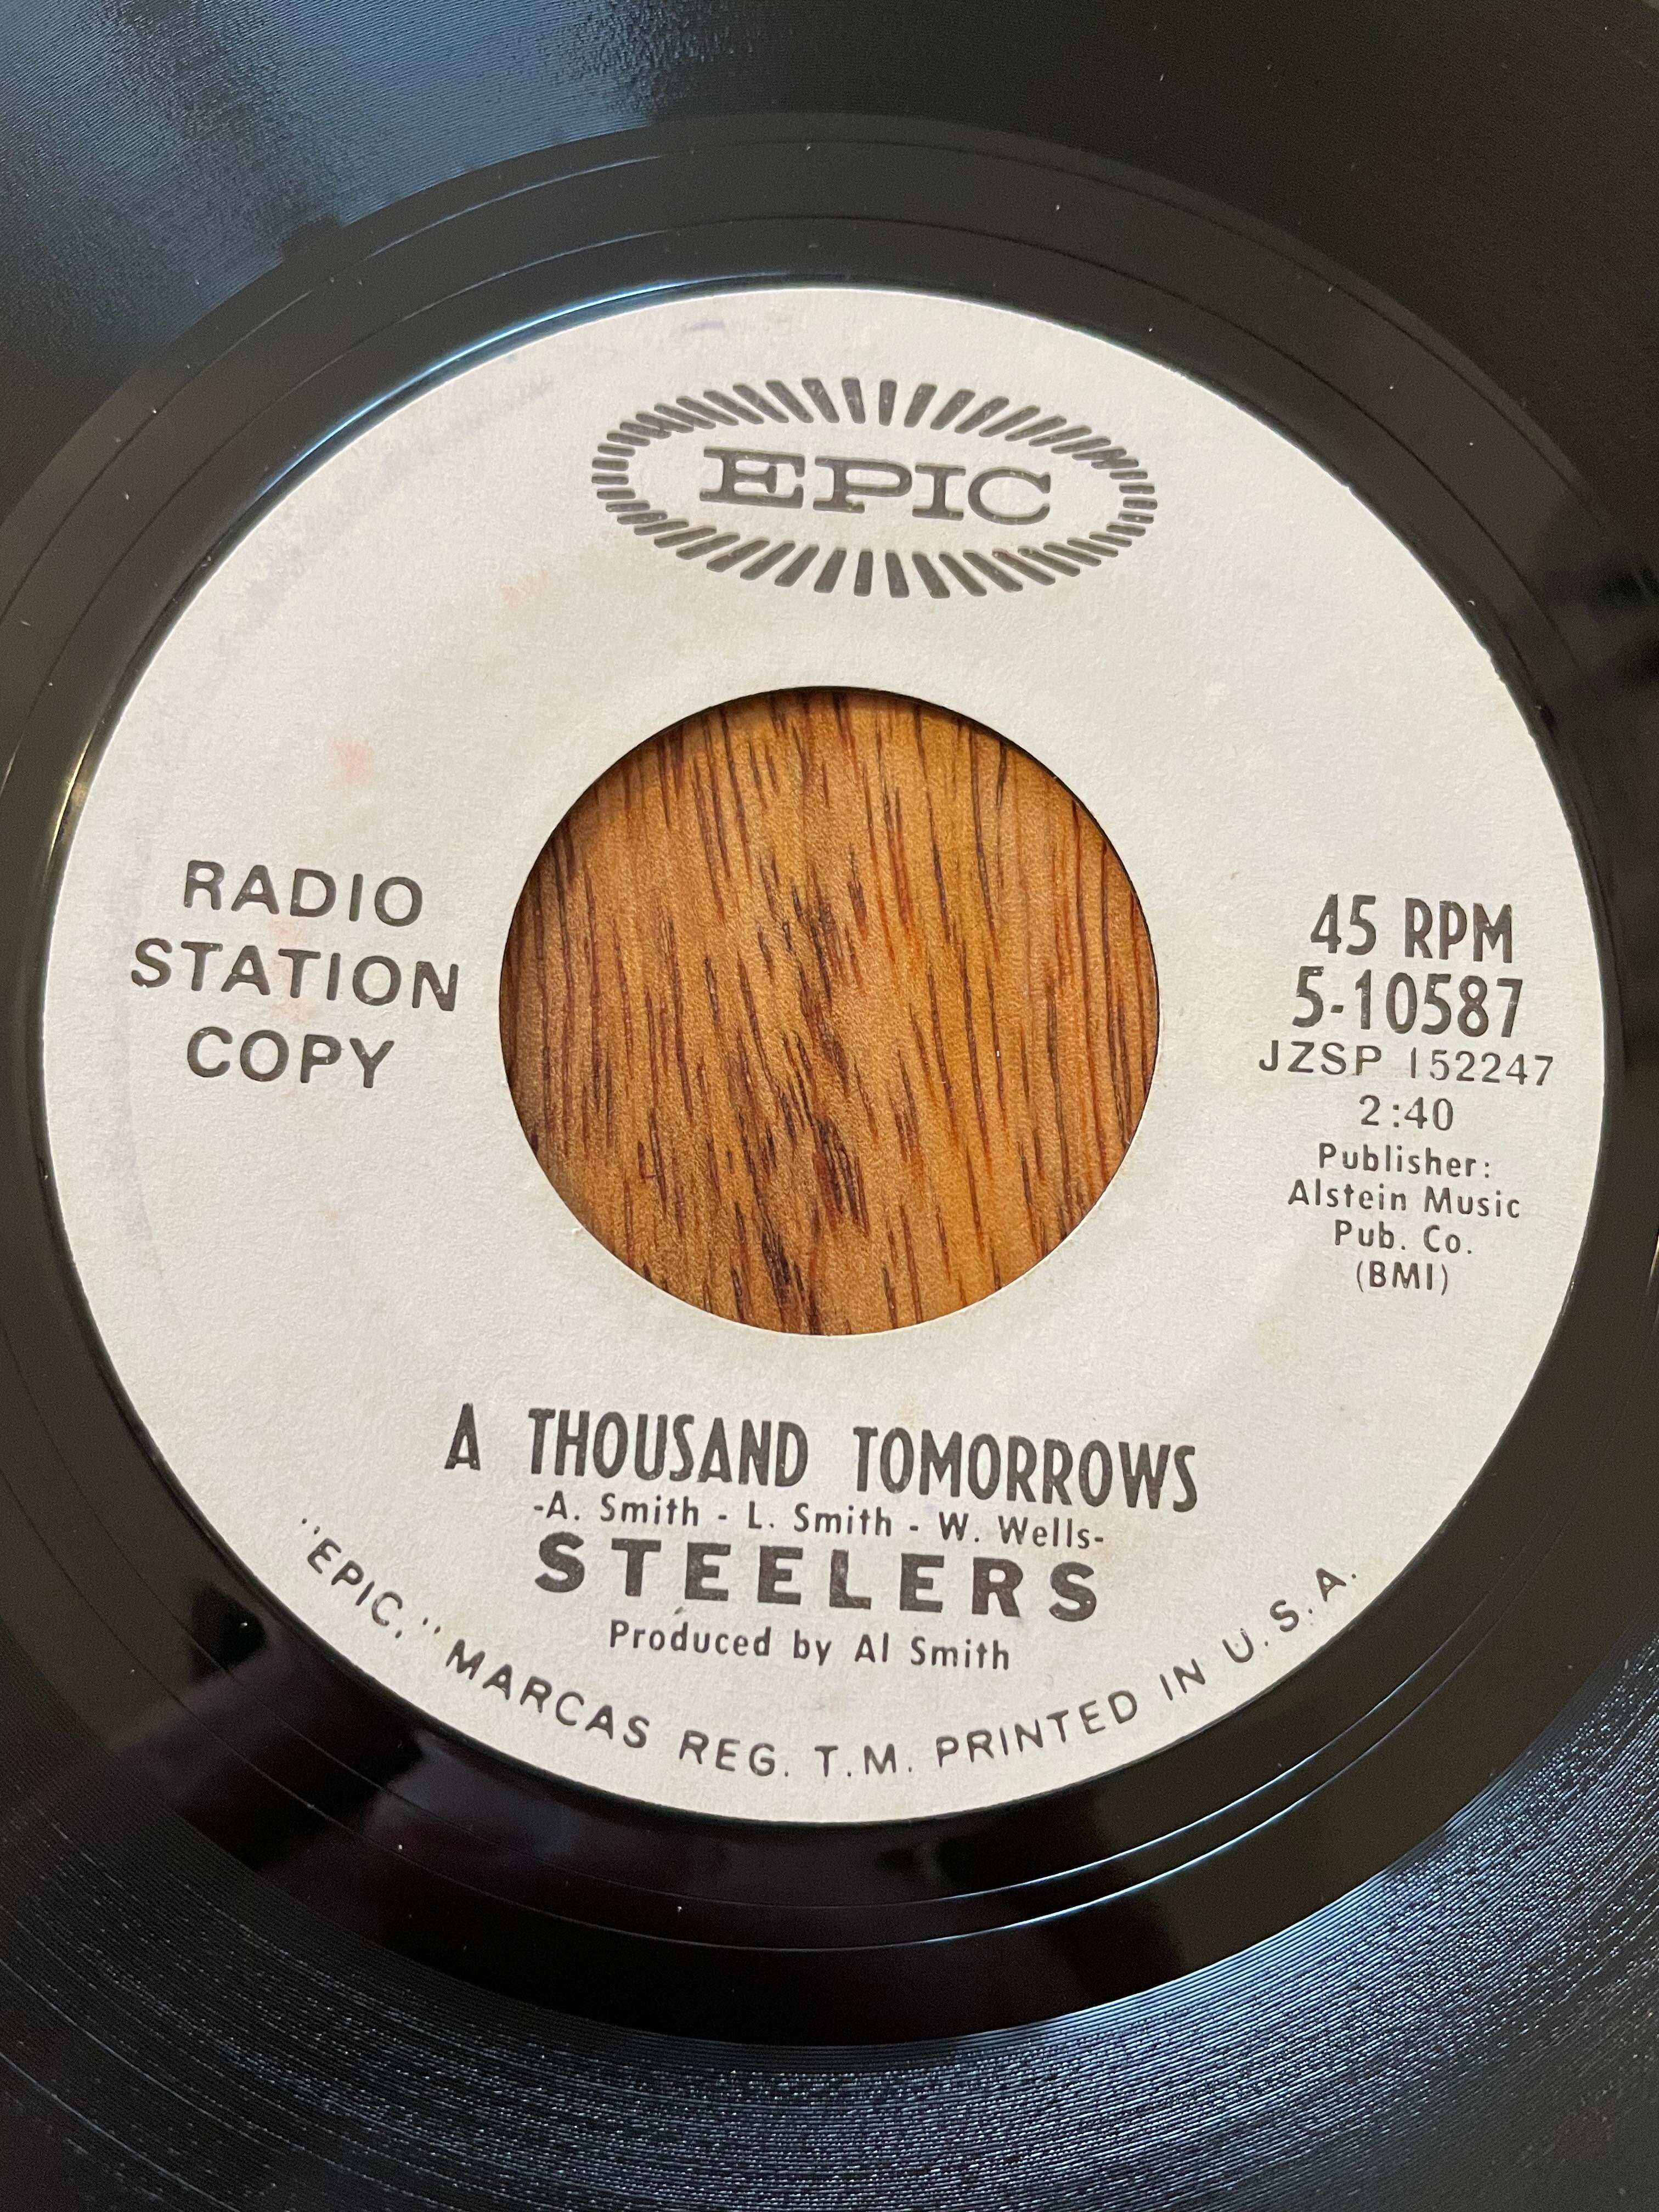 EPIC
RADIO
STATION
COPY
45 RPM
5-10587
JZSP 152247
2:40
Publisher:
Alstein Music
Pub. Co.
(BMI)
A THOUSAND TOMORROWS
-A. Smith - L. Smith - W. Wells-
STEELERS
Produced by Al Smith
"EPIC," MARCAS REG. T.M. PRINTED IN U.S.A.